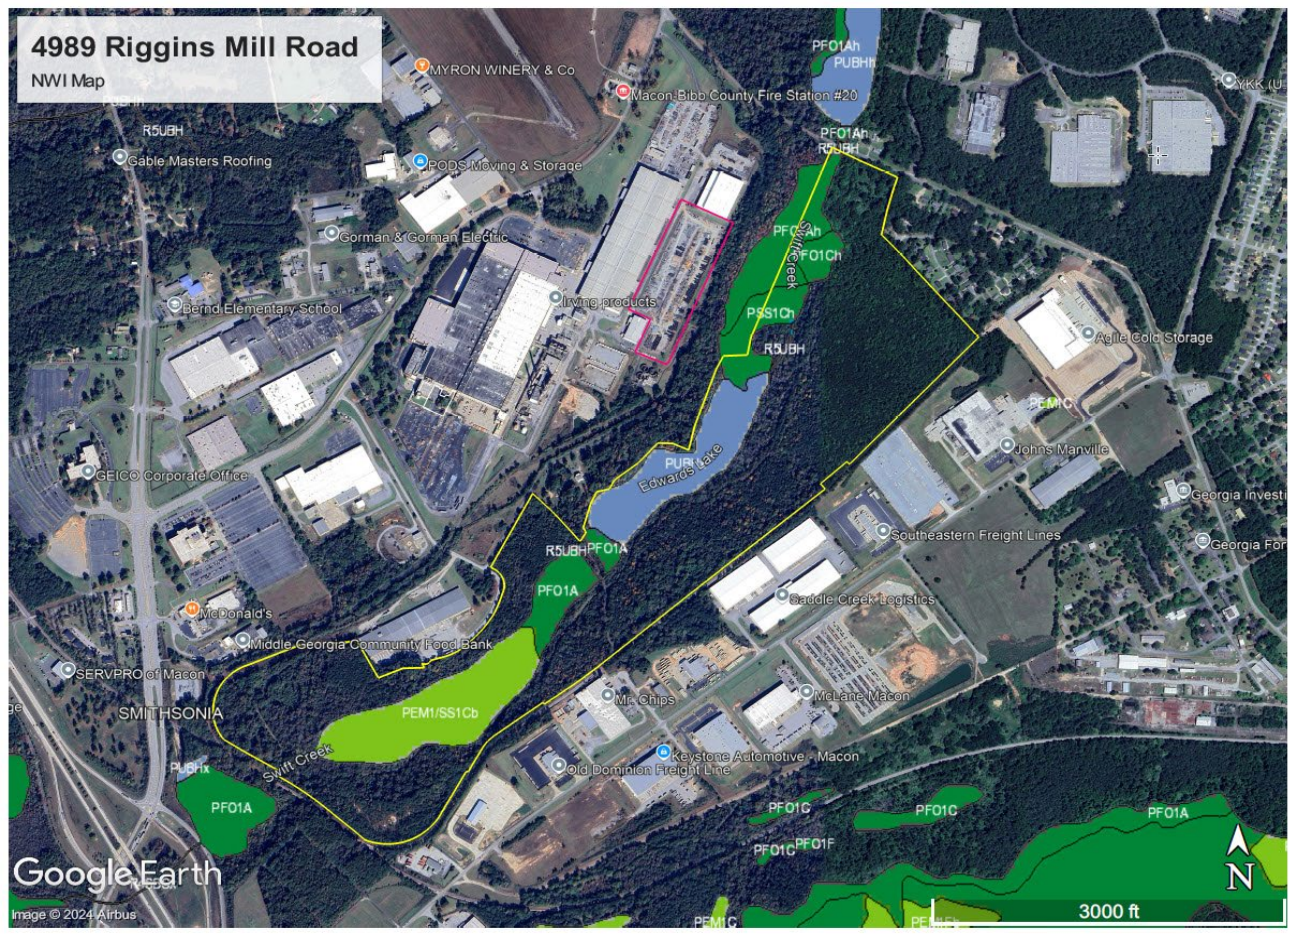 4989 Riggins Mill Road
NWI Map
PFO1Ah
PUBHh
MYRON WINERY & Co
Macon-Bibb County Fire Station #20
YKK (U
R5UBH
PFO1Ah
R5UBH
Gable Masters Roofing
PODS Moving & Storage
Gorman & Gorman Electric
Swift Creek
PFO1Ch
Irving products
Bernd Elementary School
PSS1Ch
R5UBH
Agile Cold Storage
PEM1C
Johns Manville
PUBH
Edwards Lake
GEICO Corporate Office
Georgia Investi
Southeastern Freight Lines
Georgia For
R5UBH
PFO1A
PFO1A
Saddle Creek Logistics
McDonald's
Middle Georgia Community Food Bank
SERVPRO of Macon
ge
Mr. Chips
McLane Macon
SMITHSONIA
PEM1/SS1Cb
Swift Creek
Keystone Automotive - Macon
Old Dominion Freight Line
PUBHx
PFO1A
PFO1C
PFO1C
PFO1A
PFO1C
PFO1F
Google Earth
N
3000 ft
Image © 2024 Airbus
PEM1C